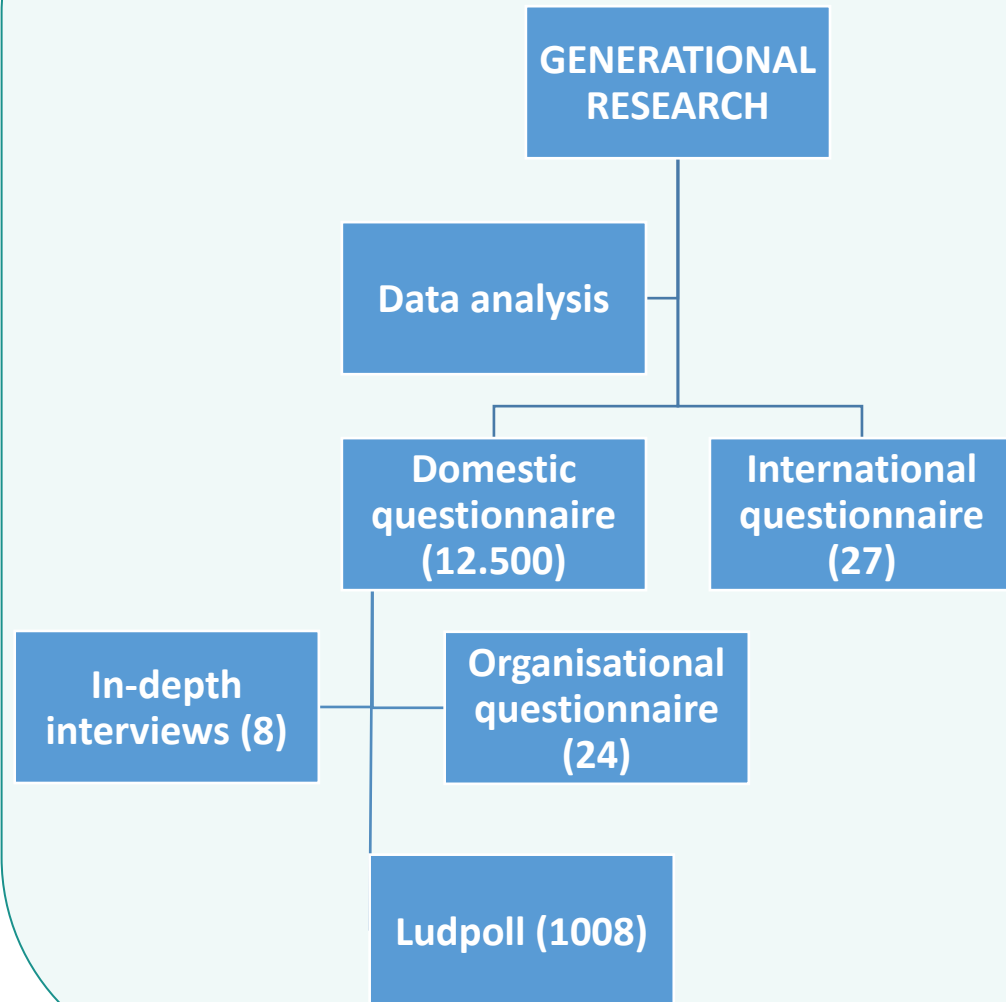 GENERATIONAL
RESEARCH
Data analysis
Domestic
questionnaire
(12.500)
International
questionnaire
(27)
In-depth
interviews (8)
Organisational
questionnaire
(24)
Ludpoll (1008)